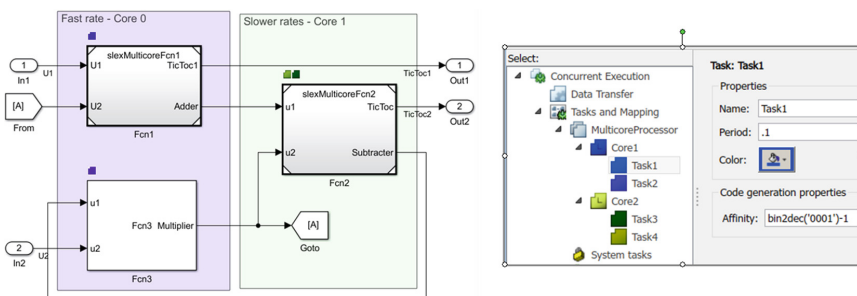 Fast rate - Core 0
Slower rates - Core 1
slexMulticoreFcn1
1
In1
U1
U1
TicToc1
TicToc1
1
Out1
[A]
From
U2
Adder
Fcn1
slexMulticoreFcn2
u1
TicToc
TicToc2
2
Out2
u2
Subtracter
Fcn2
u1
Fcn3
Multiplier
[A]
Goto
2
In2
U2
u2
Fcn3
Select:
Concurrent Execution
Data Transfer
Tasks and Mapping
MulticoreProcessor
Core1
Task1
Task2
Core2
Task3
Task4
System tasks
Task: Task1
Properties
Name: Task1
Period: .1
Color:
Code generation properties
Affinity: bin2dec('0001')-1